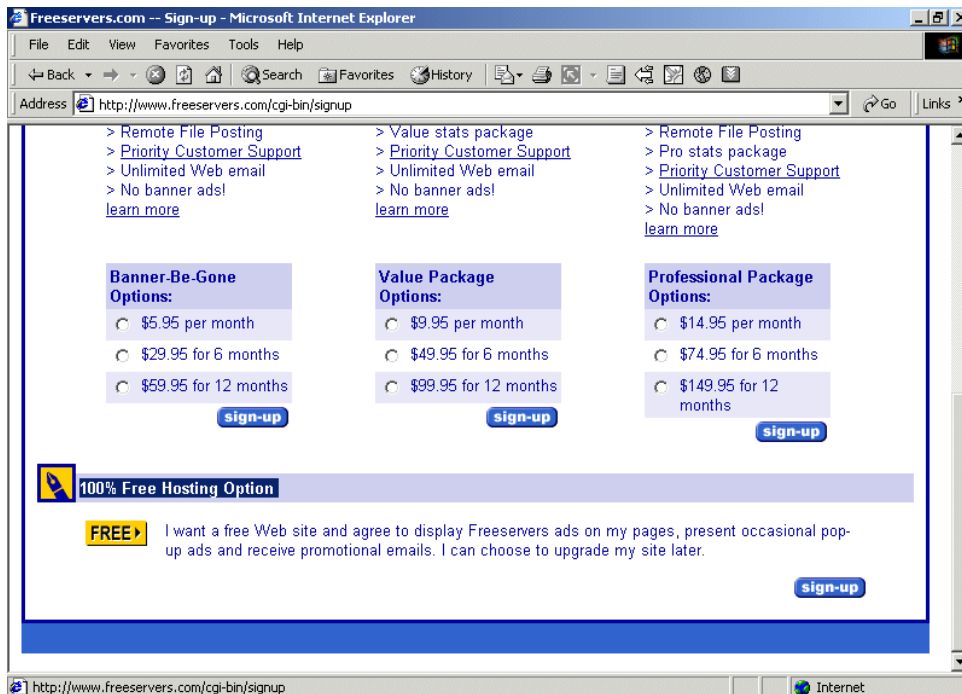 Freeservers.com -- Sign-up - Microsoft Internet Explorer
File Edit View Favorites Tools Help
Back Search Favorites History
Address http://www.freeservers.com/cgi-bin/signup Go Links
> Remote File Posting
> Priority Customer Support
> Unlimited Web email
> No banner ads!
learn more
> Value stats package
> Priority Customer Support
> Unlimited Web email
> No banner ads!
learn more
> Remote File Posting
> Pro stats package
> Priority Customer Support
> Unlimited Web email
> No banner ads!
learn more
Banner-Be-Gone
Options:
$5.95 per month
$29.95 for 6 months
$59.95 for 12 months
sign-up
Value Package
Options:
$9.95 per month
$49.95 for 6 months
$99.95 for 12 months
sign-up
Professional Package
Options:
$14.95 per month
$74.95 for 6 months
$149.95 for 12
months
sign-up
100% Free Hosting Option
FREE
I want a free Web site and agree to display Freeservers ads on my pages, present occasional pop-
up ads and receive promotional emails. I can choose to upgrade my site later.
sign-up
http://www.freeservers.com/cgi-bin/signup Internet